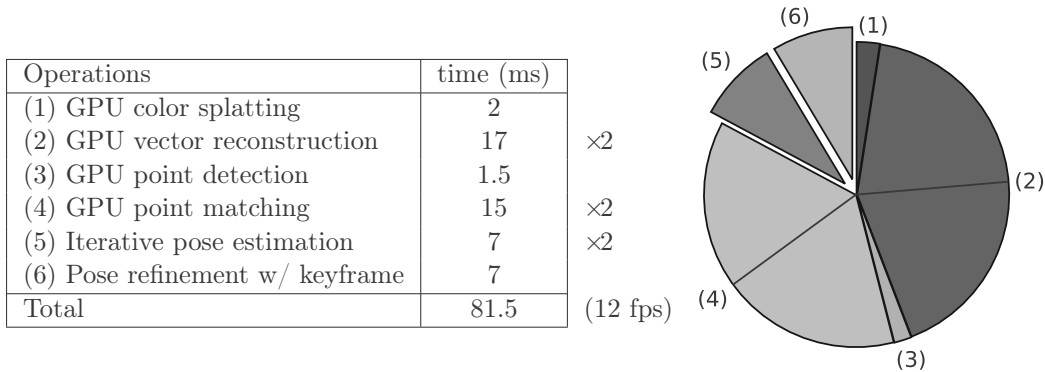 Operations time (ms)
(1) GPU color splatting 2
(2) GPU vector reconstruction 17 ×2
(3) GPU point detection 1.5
(4) GPU point matching 15 ×2
(5) Iterative pose estimation 7 ×2
(6) Pose refinement w/ keyframe 7
Total 81.5 (12 fps)
(6)
(1)
(5)
(2)
(4)
(3)